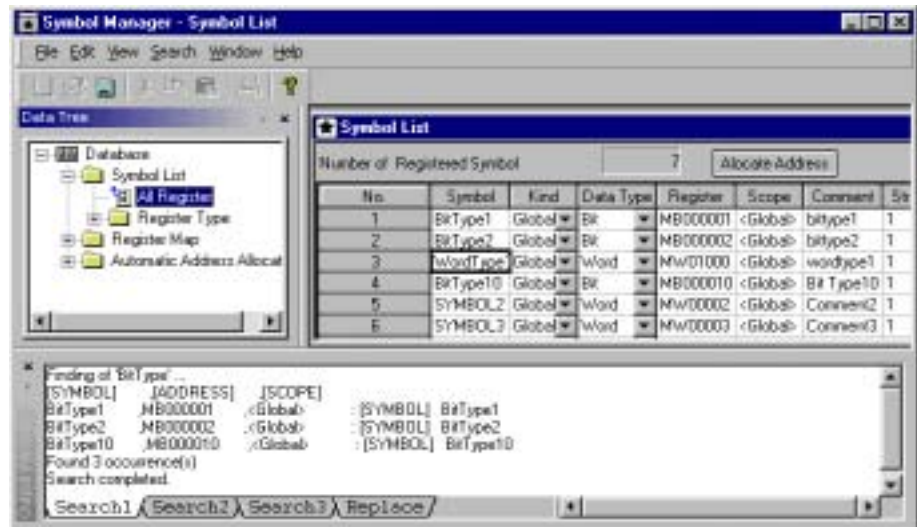 Symbol Manager - Symbol List
File Edit View Search Window Help
Data Tree
Database
Symbol List
All Register
Register Type
Register Map
Automatic Address Allocat
Symbol List
Number of Registered Symbol 7 Allocate Address
No. Symbol Kind Data Type Register Scope Comment Str
1 BitType1 Global Bit MB000001 <Global> bittype1 1
2 BitType2 Global Bit MB000002 <Global> bittype2 1
3 WordType Global Word MW01000 <Global> wordtype1 1
4 BitType10 Global Bit MB000010 <Global> Bit Type10 1
5 SYMBOL2 Global Word MW00002 <Global> Comment2 1
6 SYMBOL3 Global Word MW00003 <Global> Comment3 1
Finding of 'BitType'...
[SYMBOL] ,[ADDRESS] ,[SCOPE]
BitType1 ,MB000001 ,<Global> : [SYMBOL] BitType1
BitType2 ,MB000002 ,<Global> : [SYMBOL] BitType2
BitType10 ,MB000010 ,<Global> : [SYMBOL] BitType10
Found 3 occurrence(s)
Search completed.
Search1 Search2 Search3 Replace